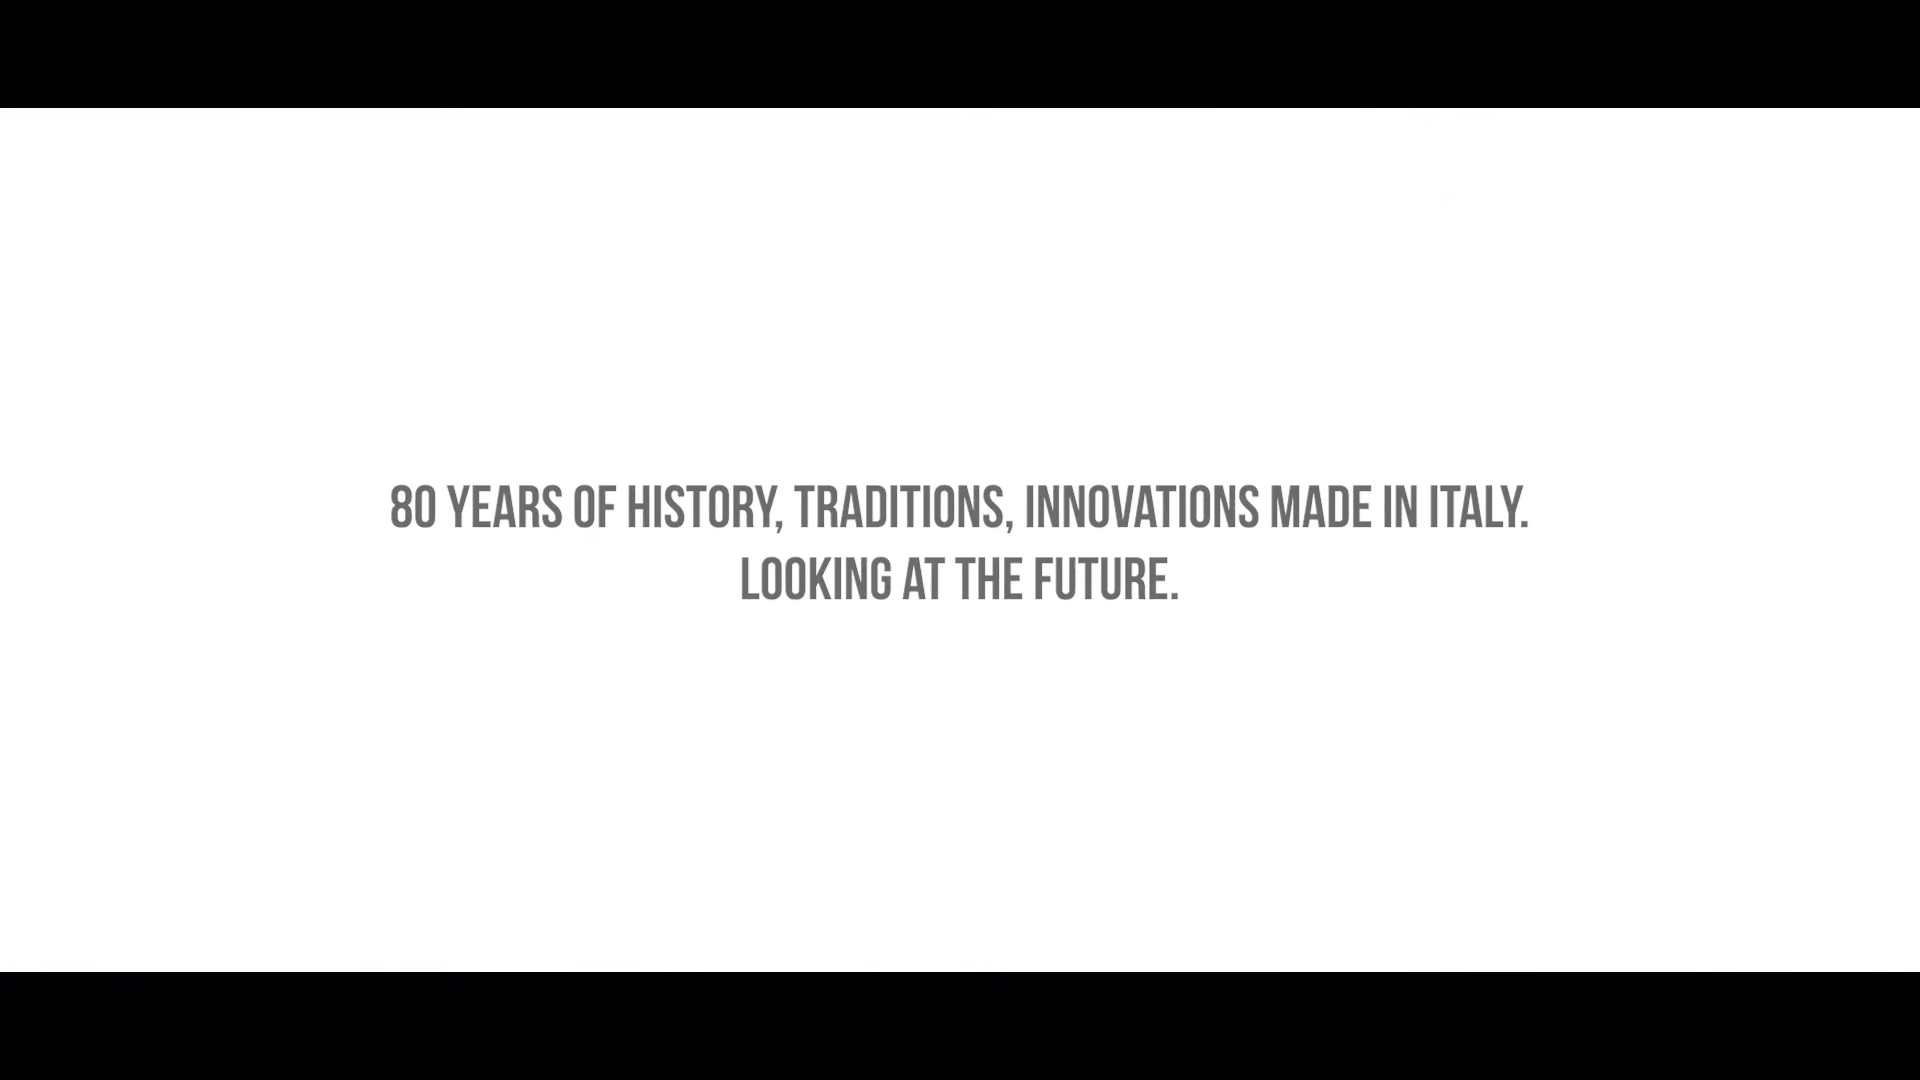 80 YEARS OF HISTORY, TRADITIONS, INNOVATIONS MADE IN ITALY.
LOOKING AT THE FUTURE.